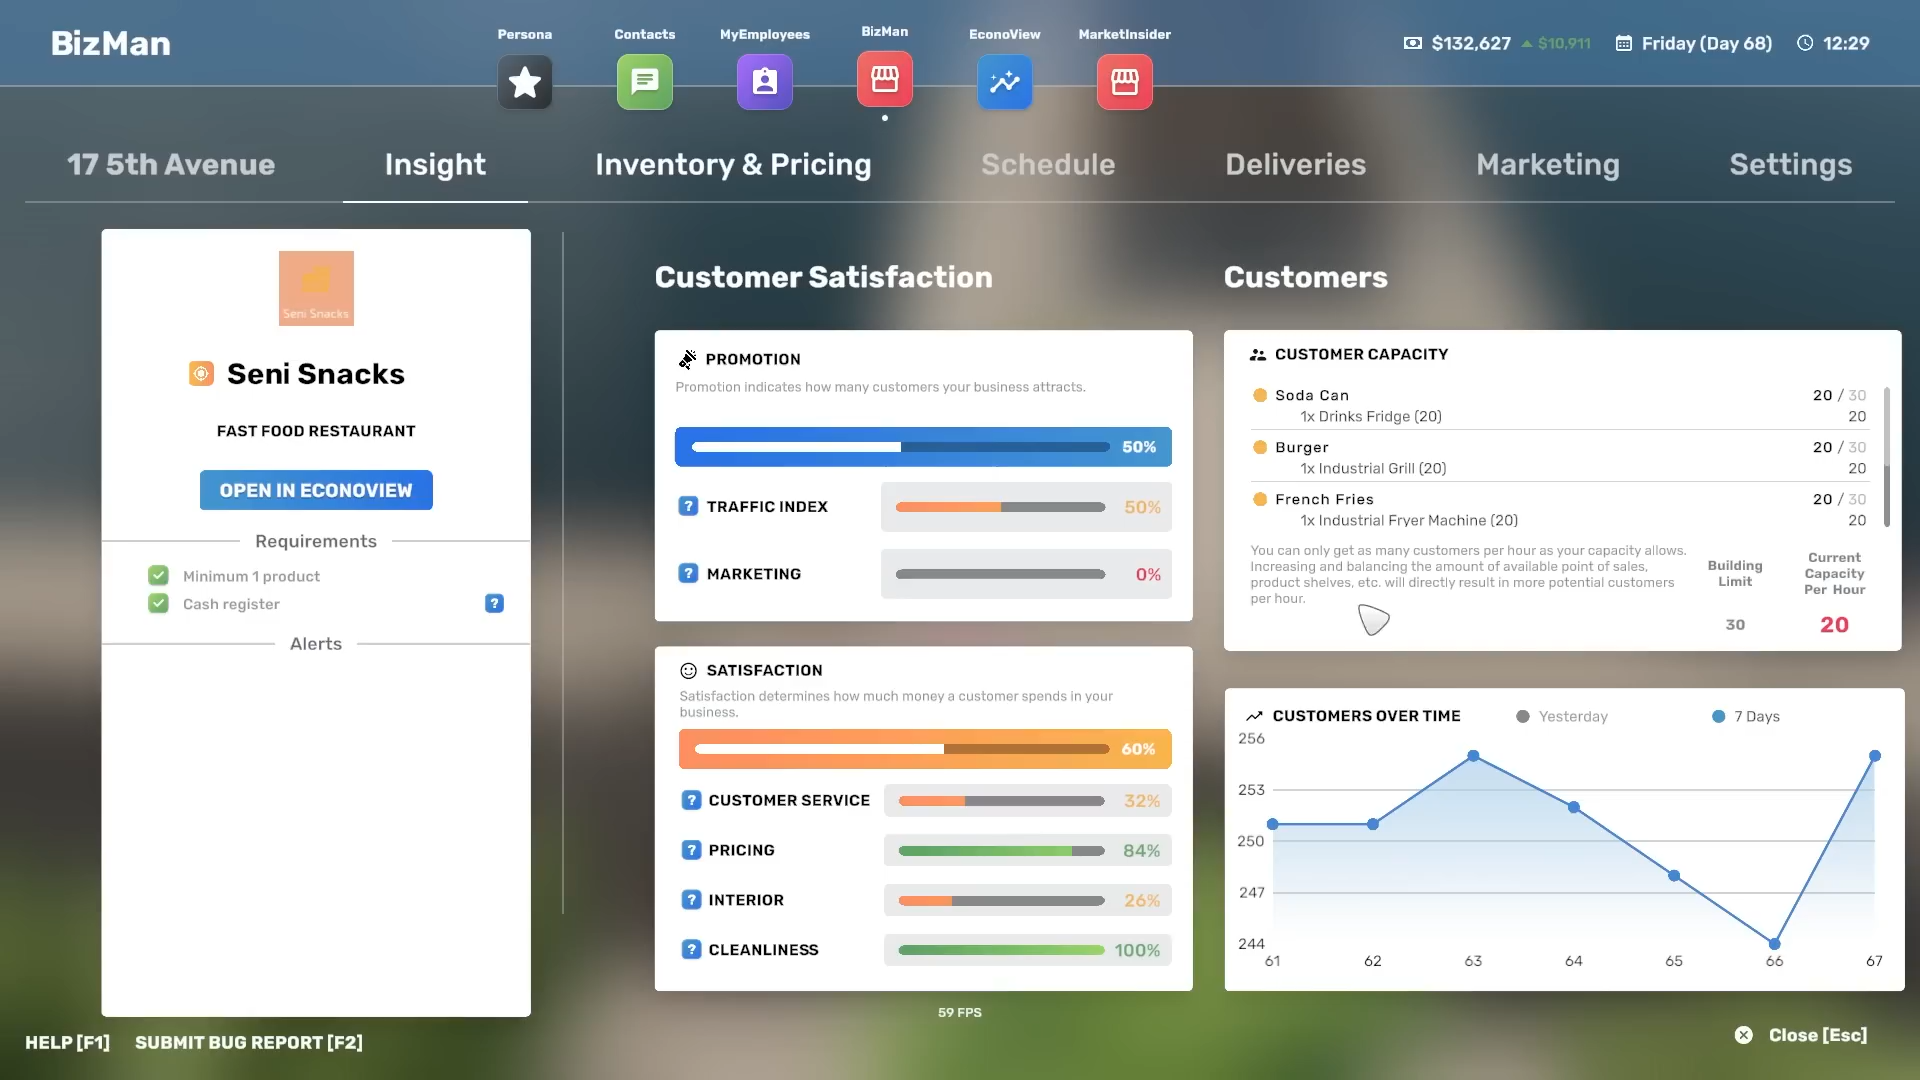 BizMan
Persona
Contacts
MyEmployees
BizMan
EconoView
MarketInsider
$132,627
$10,911
Friday (Day 68)
12:29
17 5th Avenue
Insight
Inventory & Pricing
Schedule
Deliveries
Marketing
Settings
Seni Snacks
Seni Snacks
FAST FOOD RESTAURANT
OPEN IN ECONOVIEW
Requirements
Minimum 1 product
Cash register
?
Alerts
Customer Satisfaction
PROMOTION
Promotion indicates how many customers your business attracts.
50%
? TRAFFIC INDEX 50%
? MARKETING 0%
SATISFACTION
Satisfaction determines how much money a customer spends in your
business.
60%
? CUSTOMER SERVICE 32%
? PRICING 84%
? INTERIOR 26%
? CLEANLINESS 100%
Customers
CUSTOMER CAPACITY
Soda Can 20 / 30
1x Drinks Fridge (20) 20
Burger 20 / 30
1x Industrial Grill (20) 20
French Fries 20 / 30
1x Industrial Fryer Machine (20) 20
You can only get as many customers per hour as your capacity allows.
Increasing and balancing the amount of available point of sales,
product shelves, etc. will directly result in more potential customers
per hour.
Building
Limit
30
Current
Capacity
Per Hour
20
CUSTOMERS OVER TIME
Yesterday
7 Days
256
253
250
247
244
61 62 63 64 65 66 67
59 FPS
HELP [F1]
SUBMIT BUG REPORT [F2]
Close [Esc]